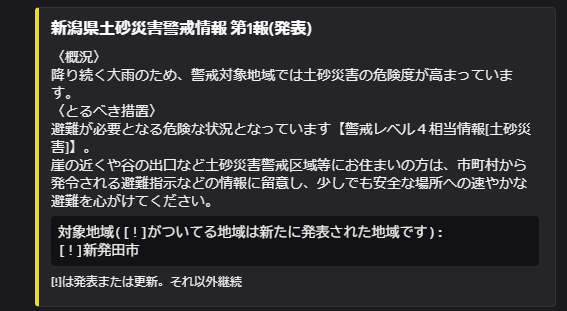 新潟県土砂災害警戒情報 第1報(発表)
〈概況〉
降り続く大雨のため、警戒対象地域では土砂災害の危険度が高まっていま
す。
〈とるべき措置〉
避難が必要となる危険な状況となっています【警戒レベル４相当情報[土砂災
害]】。
崖の近くや谷の出口など土砂災害警戒区域等にお住まいの方は、市町村から
発令される避難指示などの情報に留意し、少しでも安全な場所への速やかな
避難を心がけてください。
対象地域([!]がついてる地域は新たに発表された地域です):
[!]新発田市
[!]は発表または更新。それ以外継続